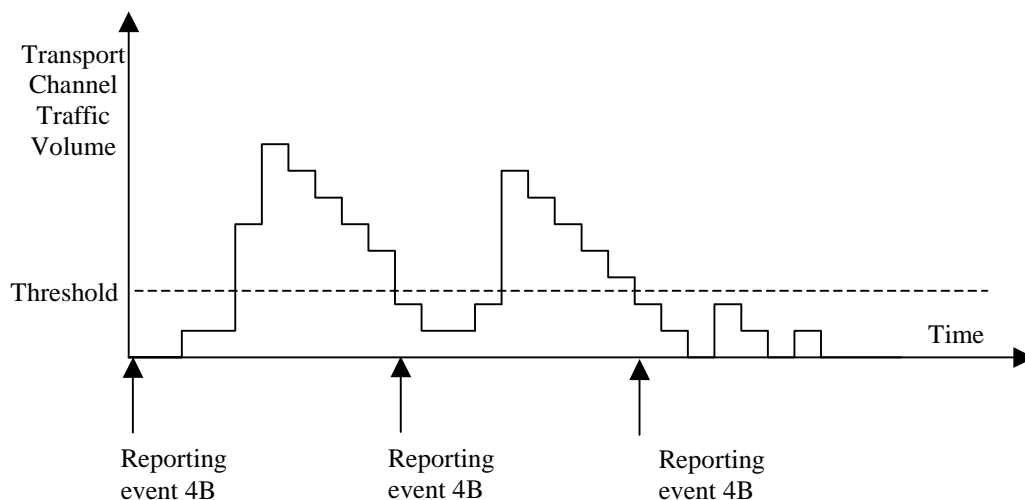 Transport
Channel
Traffic
Volume
Threshold
Time
Reporting
event 4B
Reporting
event 4B
Reporting
event 4B